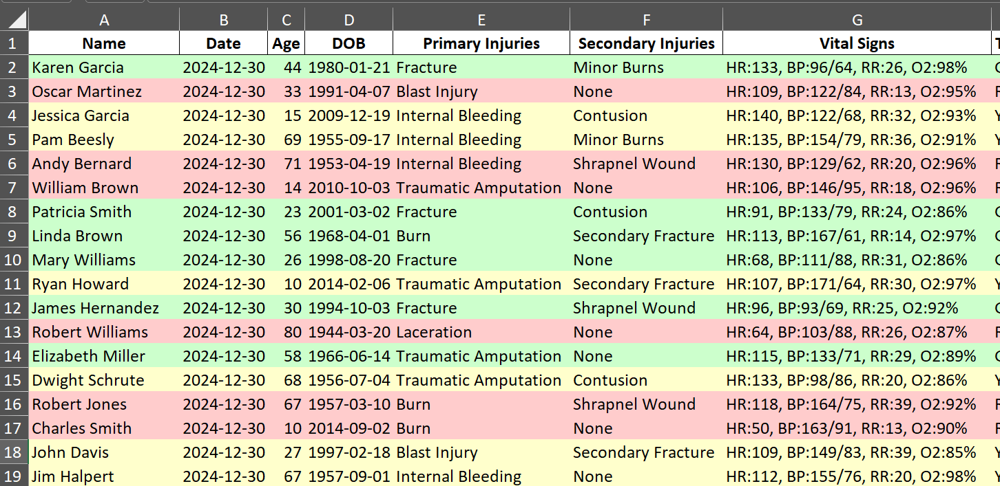 A B C D E F G
1 Name Date Age DOB Primary Injuries Secondary Injuries Vital Signs
2 Karen Garcia 2024-12-30 44 1980-01-21 Fracture Minor Burns HR:133, BP:96/64, RR:26, O2:98%
3 Oscar Martinez 2024-12-30 33 1991-04-07 Blast Injury None HR:109, BP:122/84, RR:13, O2:95%
4 Jessica Garcia 2024-12-30 15 2009-12-19 Internal Bleeding Contusion HR:140, BP:122/68, RR:32, O2:93%
5 Pam Beesly 2024-12-30 69 1955-09-17 Internal Bleeding Minor Burns HR:135, BP:154/79, RR:36, O2:91%
6 Andy Bernard 2024-12-30 71 1953-04-19 Internal Bleeding Shrapnel Wound HR:130, BP:129/62, RR:20, O2:96%
7 William Brown 2024-12-30 14 2010-10-03 Traumatic Amputation None HR:106, BP:146/95, RR:18, O2:96%
8 Patricia Smith 2024-12-30 23 2001-03-02 Fracture Contusion HR:91, BP:133/79, RR:24, O2:86%
9 Linda Brown 2024-12-30 56 1968-04-01 Burn Secondary Fracture HR:113, BP:167/61, RR:14, O2:97%
10 Mary Williams 2024-12-30 26 1998-08-20 Fracture None HR:68, BP:111/88, RR:31, O2:86%
11 Ryan Howard 2024-12-30 10 2014-02-06 Traumatic Amputation Secondary Fracture HR:107, BP:171/64, RR:30, O2:97%
12 James Hernandez 2024-12-30 30 1994-10-03 Fracture Shrapnel Wound HR:96, BP:93/69, RR:25, O2:92%
13 Robert Williams 2024-12-30 80 1944-03-20 Laceration None HR:64, BP:103/88, RR:26, O2:87%
14 Elizabeth Miller 2024-12-30 58 1966-06-14 Traumatic Amputation None HR:115, BP:133/71, RR:29, O2:89%
15 Dwight Schrute 2024-12-30 68 1956-07-04 Traumatic Amputation Contusion HR:133, BP:98/86, RR:20, O2:86%
16 Robert Jones 2024-12-30 67 1957-03-10 Burn Shrapnel Wound HR:118, BP:164/75, RR:39, O2:92%
17 Charles Smith 2024-12-30 10 2014-09-02 Burn None HR:50, BP:163/91, RR:13, O2:90%
18 John Davis 2024-12-30 27 1997-02-18 Blast Injury Secondary Fracture HR:109, BP:149/83, RR:39, O2:85%
19 Jim Halpert 2024-12-30 67 1957-09-01 Internal Bleeding None HR:112, BP:155/76, RR:20, O2:98%